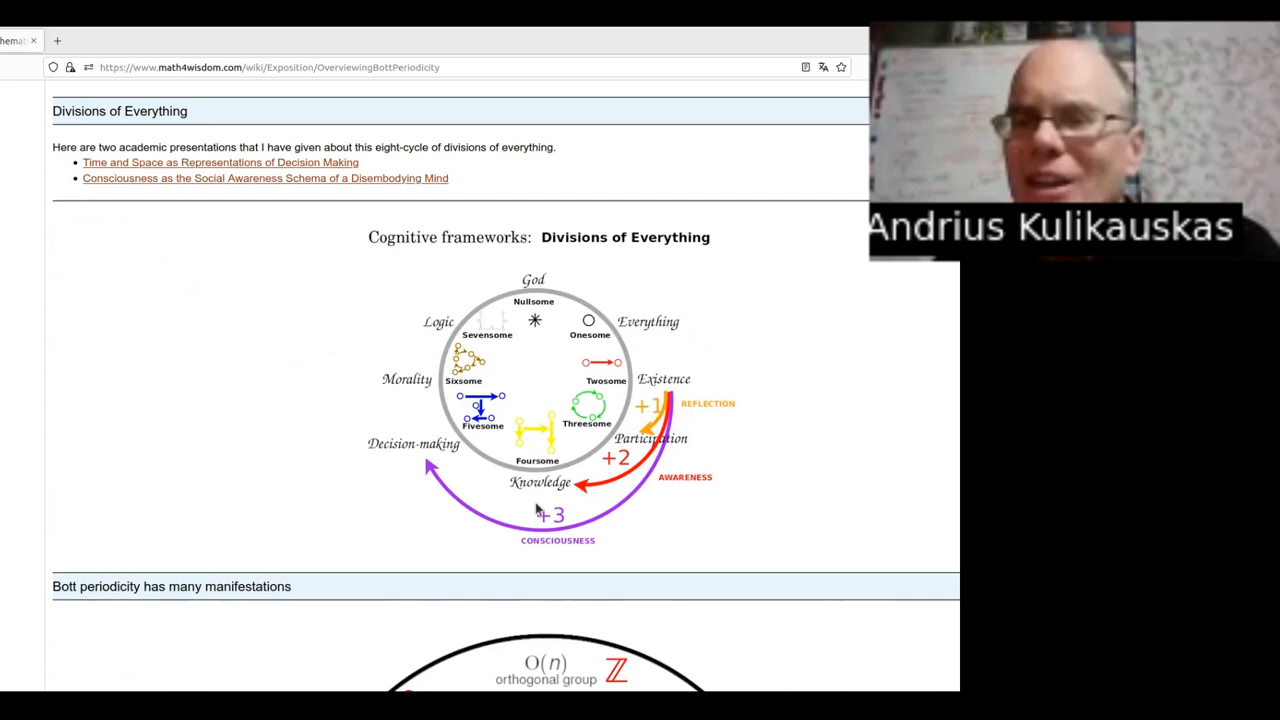 themat
https://www.math4wisdom.com/wiki/Exposition/OverviewingBottPeriodicity
Andrius Kulikauskas
Divisions of Everything
Here are two academic presentations that I have given about this eight-cycle of divisions of everything.
Time and Space as Representations of Decision Making
Consciousness as the Social Awareness Schema of a Disembodying Mind
Cognitive frameworks: Divisions of Everything
God
Nullsome
Logic
Sevensome
Onesome
Everything
Morality
Sixsome
Twosome
Existence
+1
REFLECTION
Fivesome
Threesome
Decision-making
Participation
Foursome
+2
Knowledge
AWARENESS
+3
CONSCIOUSNESS
Bott periodicity has many manifestations
O(n)
orthogonal group
ℤ